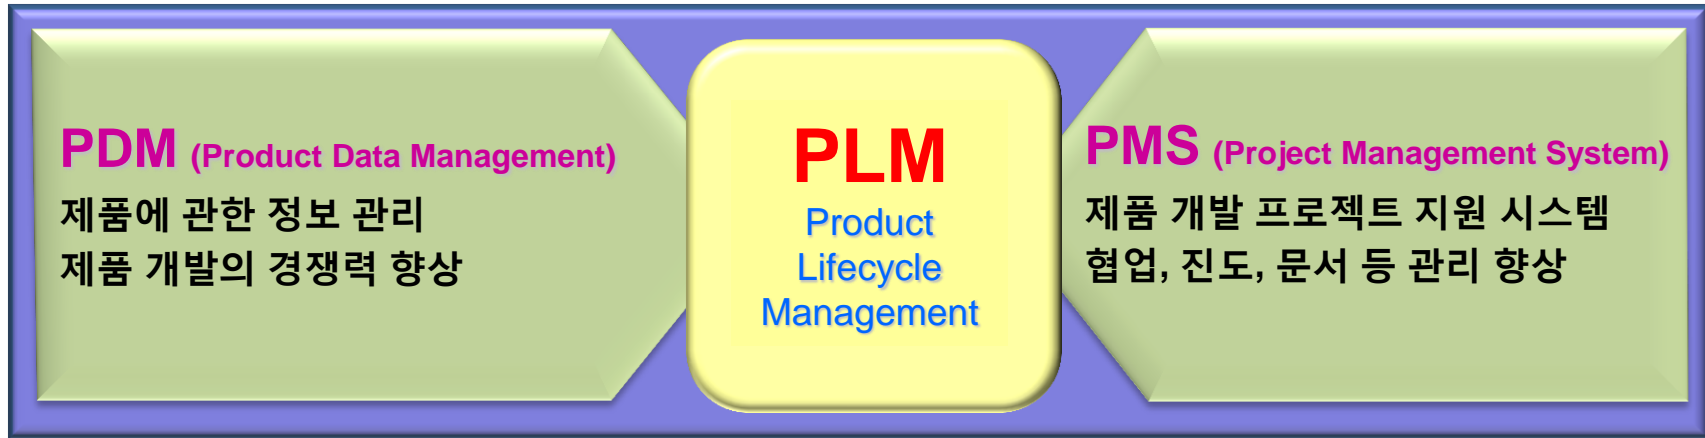 PDM (Product Data Management)
제품에 관한 정보 관리
제품 개발의 경쟁력 향상
PLM
Product
Lifecycle
Management
PMS (Project Management System)
제품 개발 프로젝트 지원 시스템
협업, 진도, 문서 등 관리 향상